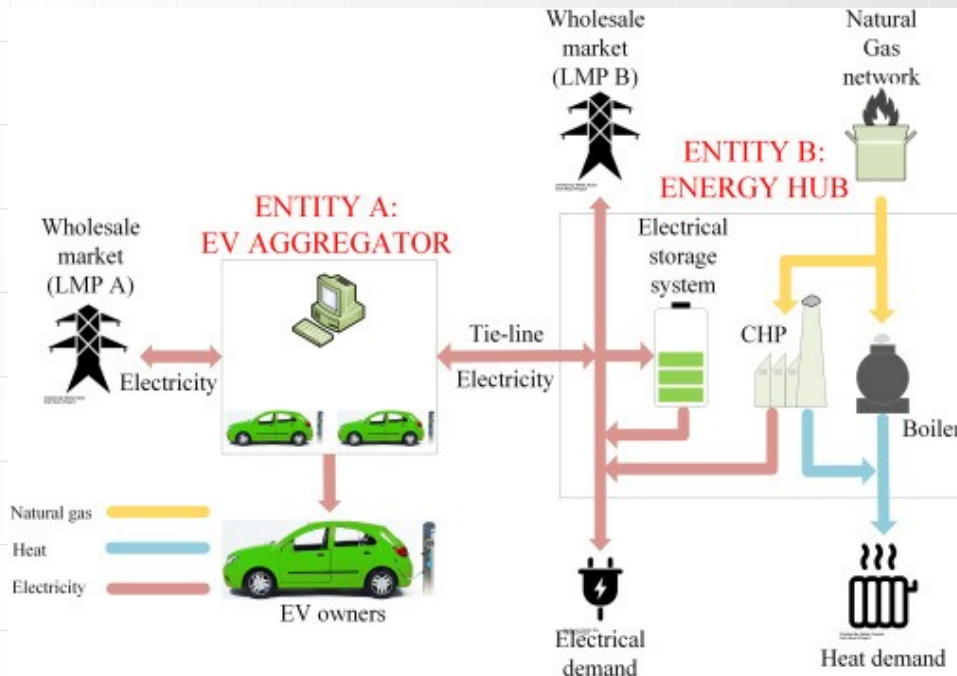 Wholesale
market
(LMP B)
Natural
Gas
network
ENTITY B:
ENERGY HUB
ENTITY A:
EV AGGREGATOR
Wholesale
market
(LMP A)
Electricity
Tie-line
Electricity
Electrical
storage
system
CHP
Boiler
Natural gas
Heat
Electricity
EV owners
Electrical
demand
Heat demand